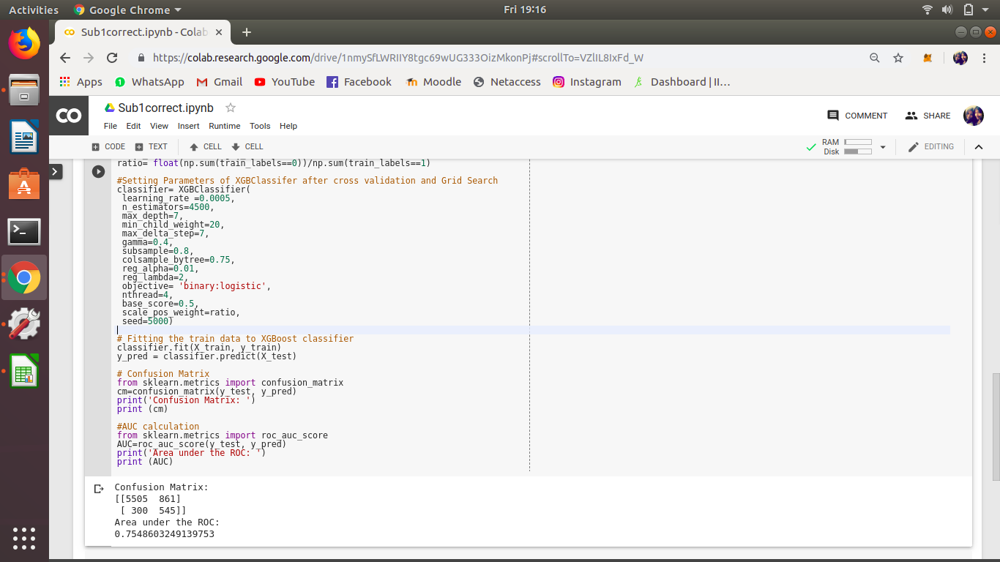 Activities Google Chrome Fri 19:16
Sub1correct.ipynb - Colab
https://colab.research.google.com/drive/1nmySfLWRIIY8tgc69wUG333OizMkonPj#scrollTo=VZlIL8IxFd_W
Apps WhatsApp Gmail YouTube Facebook Moodle Netaccess Instagram Dashboard | II...
CO Sub1correct.ipynb
File Edit View Insert Runtime Tools Help
COMMENT SHARE
CODE TEXT CELL CELL
RAM
Disk
EDITING
ratio= float(np.sum(train_labels==0))/np.sum(train_labels==1)
#Setting Parameters of XGBClassifer after cross validation and Grid Search
classifier= XGBClassifier(
learning_rate =0.0005,
n_estimators=4500,
max_depth=7,
min_child_weight=20,
max_delta_step=7,
gamma=0.4,
subsample=0.8,
colsample_bytree=0.75,
reg_alpha=0.01,
reg_lambda=2,
objective= 'binary:logistic',
nthread=4,
base_score=0.5,
scale_pos_weight=ratio,
seed=5000)
# Fitting the train data to XGBoost classifier
classifier.fit(X_train, y_train)
y_pred = classifier.predict(X_test)
# Confusion Matrix
from sklearn.metrics import confusion_matrix
cm=confusion_matrix(y_test, y_pred)
print('Confusion Matrix: ')
print (cm)
#AUC calculation
from sklearn.metrics import roc_auc_score
AUC=roc_auc_score(y_test, y_pred)
print('Area under the ROC: ')
print (AUC)
Confusion Matrix:
[[5505 861]
[ 300 545]]
Area under the ROC:
0.7548603249139753